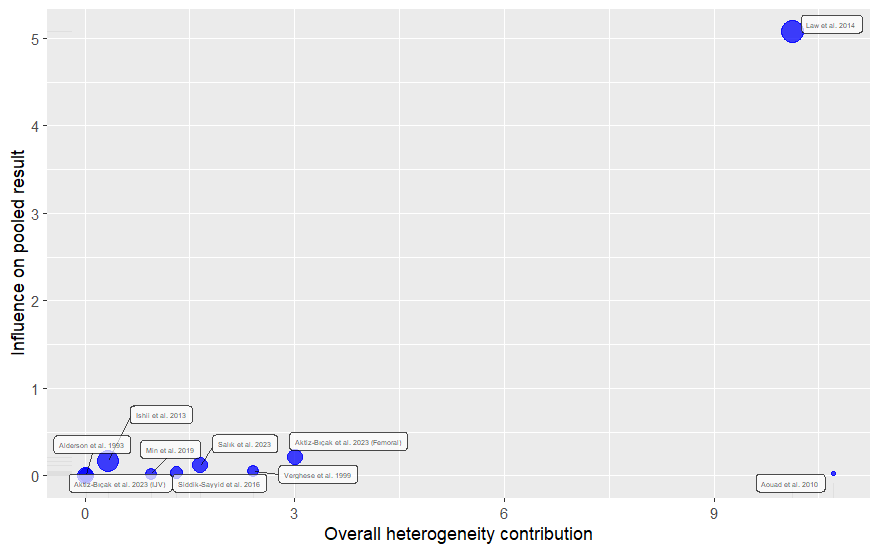 5
Law et al. 2014
4
3
2
1
0
Influence on pooled result
Ishii et al. 2013
Alderson et al. 1993
Min et al. 2019
Salık et al. 2023
Aktiz-Bıçak et al. 2023 (Femoral)
Verghese et al. 1999
Aktiz-Bıçak et al. 2023 (IJV)
Siddik-Sayyid et al. 2016
Aouad et al. 2010
0
3
6
9
Overall heterogeneity contribution